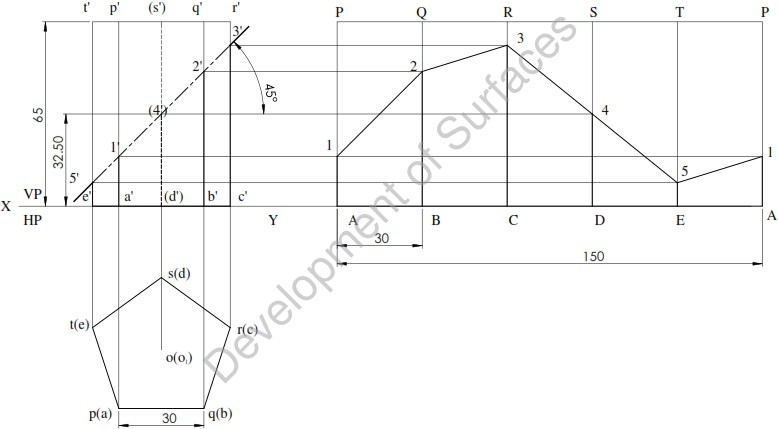 t' p' (s') q' r' P Q R S T P
3' 3
2' 2
65 45° (4') 4
32.50
1' 1 1
5' 5
X VP e' a' (d') b' c'
HP Y A B C D E A
30
150
s(d)
t(e) r(c)
o(o₁)
p(a) 30 q(b)
Development of Surfaces